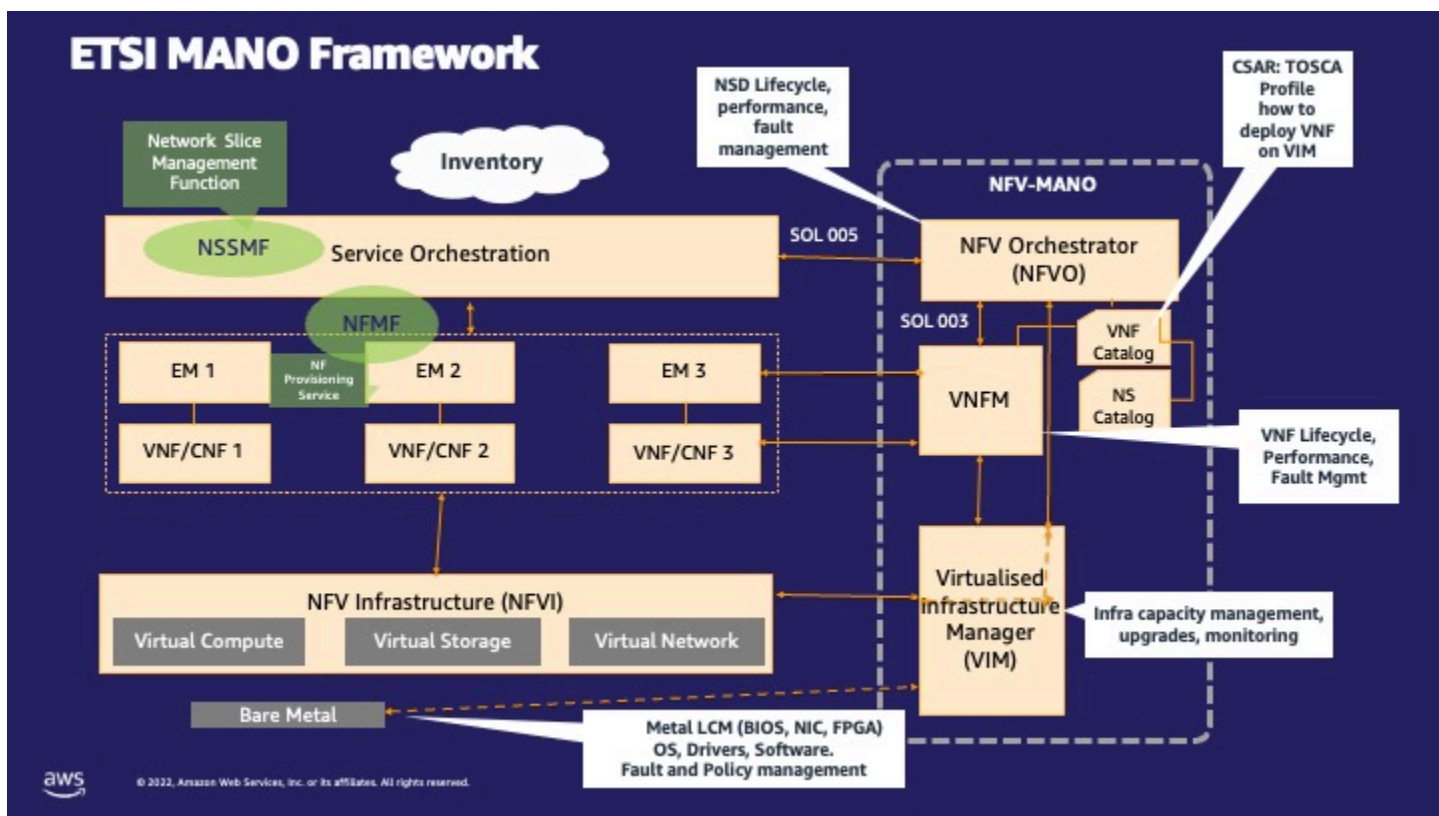 ETSI MANO Framework
NSD Lifecycle,
performance,
fault
management
CSAR: TOSCA
Profile
how to
deploy VNF
on VIM
Network Slice
Management
Function
Inventory
NFV-MANO
NSSMF
Service Orchestration
SOL 005
NFV Orchestrator
(NFVO)
NFMF
SOL 003
VNF
Catalog
EM 1
NF
Provisioning
Service
EM 2
EM 3
VNFM
NS
Catalog
VNF/CNF 1
VNF/CNF 2
VNF/CNF 3
VNF Lifecycle,
Performance,
Fault Mgmt
NFV Infrastructure (NFVI)
Virtual Compute
Virtual Storage
Virtual Network
Virtualised
infrastructure
Manager
(VIM)
Infra capacity management,
upgrades, monitoring
Bare Metal
Metal LCM (BIOS, NIC, FPGA)
OS, Drivers, Software.
Fault and Policy management
aws
© 2022, Amazon Web Services, Inc. or its affiliates. All rights reserved.